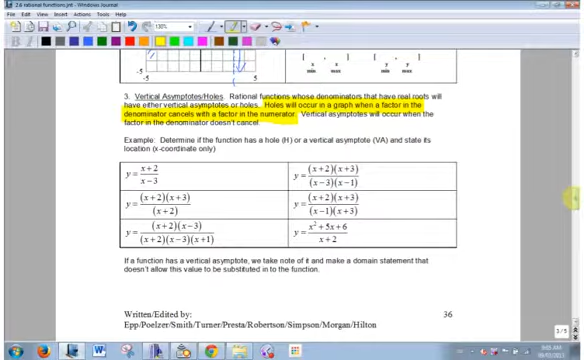 2.6 rational functions.jnt - Windows Journal
File Edit View Insert Actions Tools Help
-5
-5 5
[ , , ] [ , , ]
x x y y
min max min max
3. Vertical Asymptotes/Holes: Rational functions whose denominators that have real roots will
have either vertical asymptotes or holes. Holes will occur in a graph when a factor in the
denominator cancels with a factor in the numerator. Vertical asymptotes will occur when the
factor in the denominator doesn't cancel.
Example: Determine if the function has a hole (H) or a vertical asymptote (VA) and state its
location (x-coordinate only)
y = (x+2)/(x−3) y = (x+2)(x+3)/(x−3)(x−1)
y = (x+2)(x+3)/(x+2) y = (x+2)(x+3)/(x−1)(x+3)
y = (x+2)(x−3)/(x+2)(x−3)(x+1) y = x²+5x+6/x+2
If a function has a vertical asymptote, we take note of it and make a domain statement that
doesn't allow this value to be substituted in to the function.
Written/Edited by: 36
Epp/Poelzer/Smith/Turner/Presta/Robertson/Simpson/Morgan/Hilton